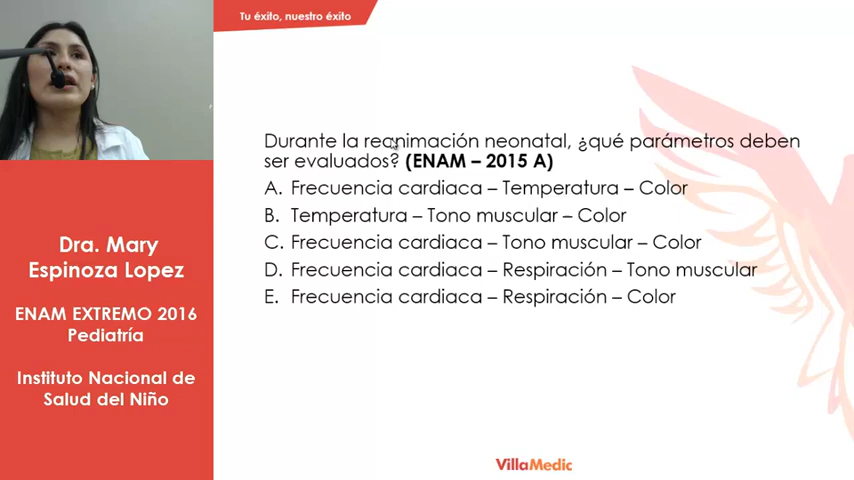 Tu éxito, nuestro éxito
Durante la reanimación neonatal, ¿qué parámetros deben
ser evaluados? (ENAM – 2015 A)
A. Frecuencia cardiaca – Temperatura – Color
B. Temperatura – Tono muscular – Color
C. Frecuencia cardiaca – Tono muscular – Color
D. Frecuencia cardiaca – Respiración – Tono muscular
E. Frecuencia cardiaca – Respiración – Color
Dra. Mary
Espinoza Lopez
ENAM EXTREMO 2016
Pediatría
Instituto Nacional de
Salud del Niño
VillaMedic